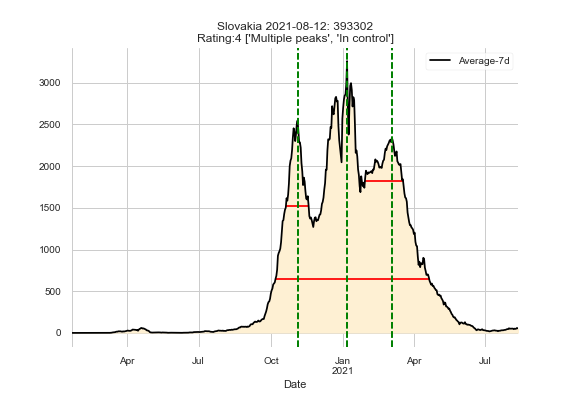 Slovakia 2021-08-12: 393302
Rating:4 ['Multiple peaks', 'In control']
Average-7d
3000
2500
2000
1500
1000
500
0
Apr Jul Oct Jan Apr Jul
2021
Date